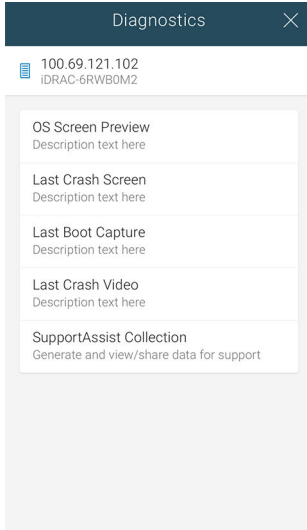 Diagnostics
100.69.121.102
iDRAC-6RWB0M2
OS Screen Preview
Description text here
Last Crash Screen
Description text here
Last Boot Capture
Description text here
Last Crash Video
Description text here
SupportAssist Collection
Generate and view/share data for support